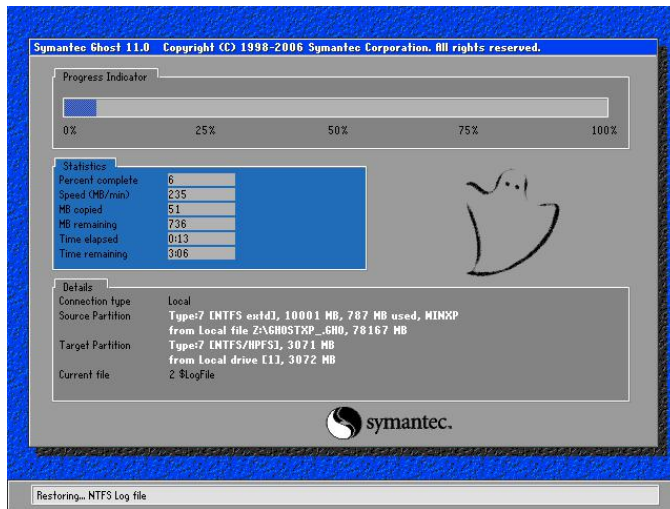 Symantec Ghost 11.0 Copyright (C) 1998-2006 Symantec Corporation. All rights reserved.
Progress Indicator
0% 25% 50% 75% 100%
Statistics
Percent complete 6
Speed (MB/min) 235
MB copied 51
MB remaining 736
Time elapsed 0:13
Time remaining 3:06
Details
Connection type Local
Source Partition Type:7 [NTFS extd], 10001 MB, 787 MB used, MINXP
from Local file Z:\GHOSTXP_.GHO, 78167 MB
Target Partition Type:7 [NTFS/HPFS], 3071 MB
from Local drive [1], 3072 MB
Current file 2 $LogFile
symantec.
Restoring... NTFS Log file